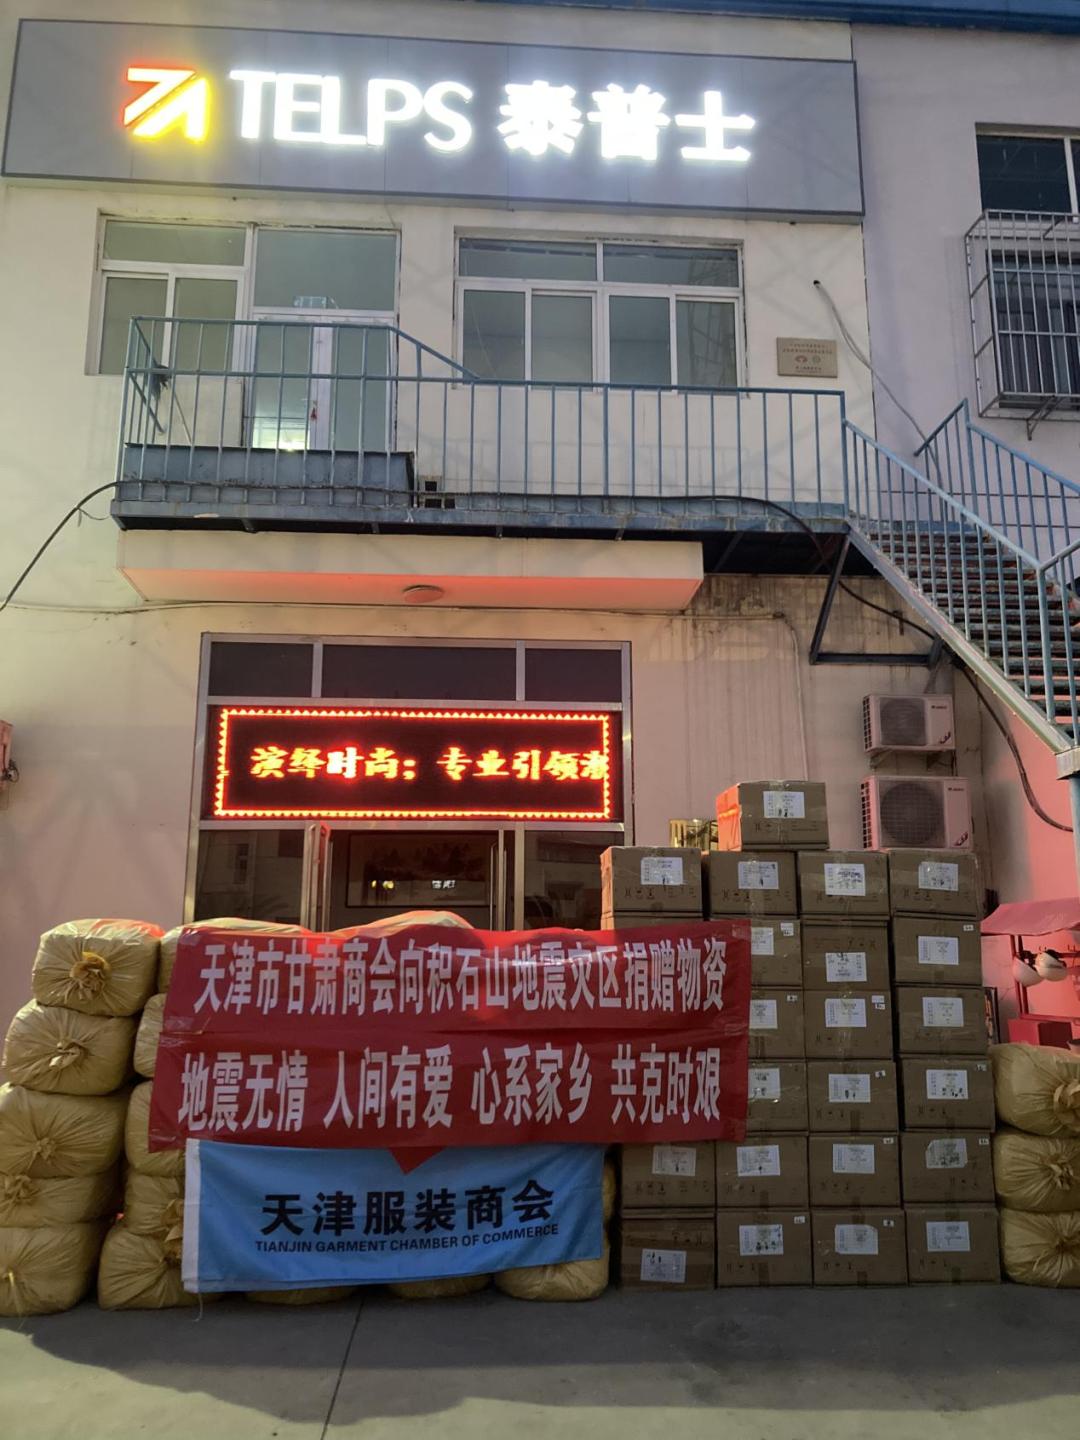 TELPS 泰普士
演绎时尚；专业引领潮
天津市甘肃商会向积石山地震灾区捐赠物资
地震无情 人间有爱 心系家乡 共克时艰
天津服装商会
TIANJIN GARMENT CHAMBER OF COMMERCE